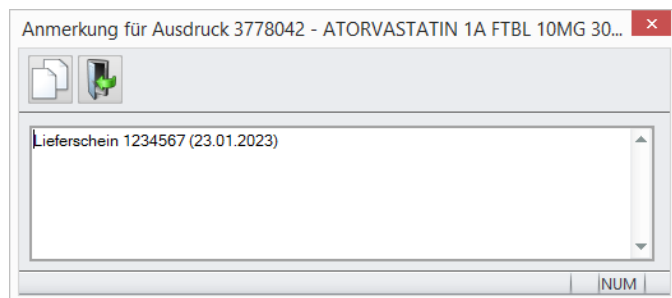 Anmerkung für Ausdruck 3778042 - ATORVASTATIN 1A FTBL 10MG 30...
Lieferschein 1234567 (23.01.2023)
NUM